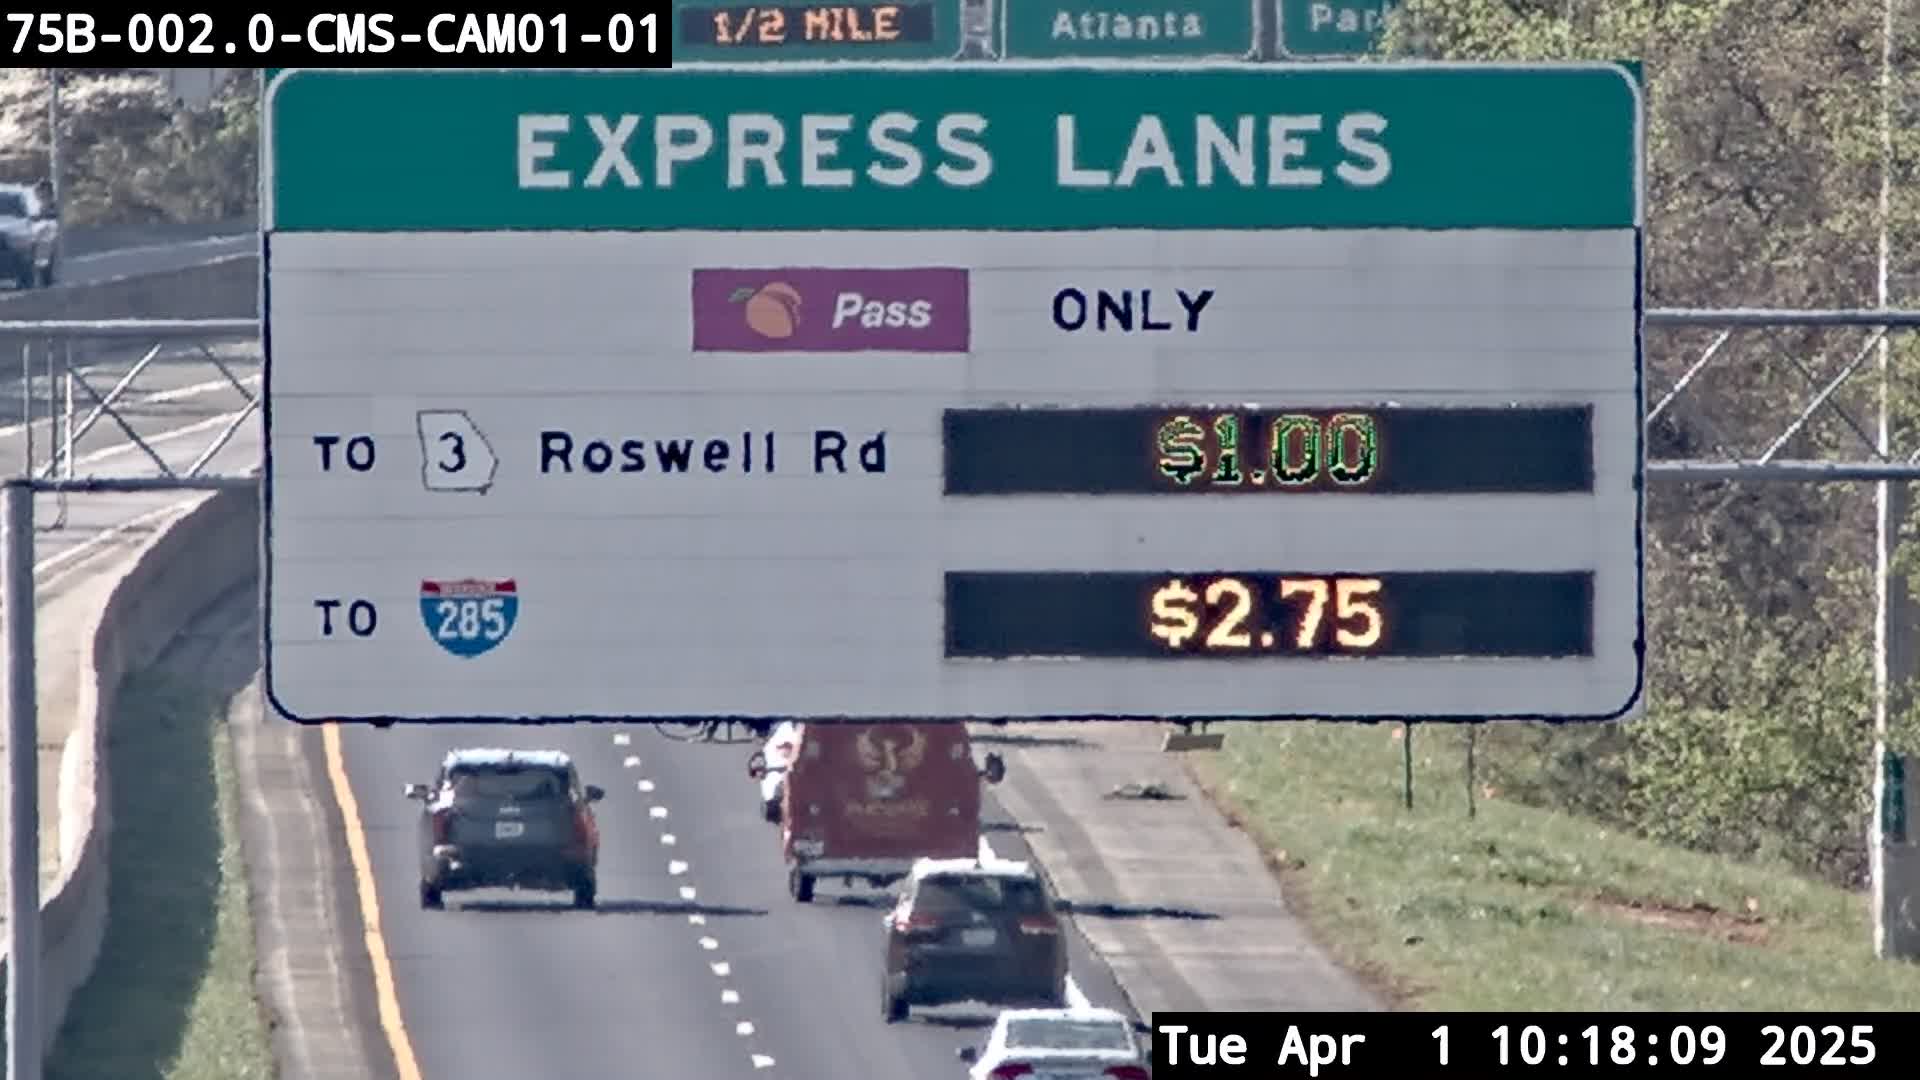 75B-002.0-CMS-CAM01-01
1/2 MILE
Atlanta
EXPRESS LANES
Pass ONLY
TO 3 Roswell Rd $1.00
TO 285 $2.75
Tue Apr 1 10:18:09 2025